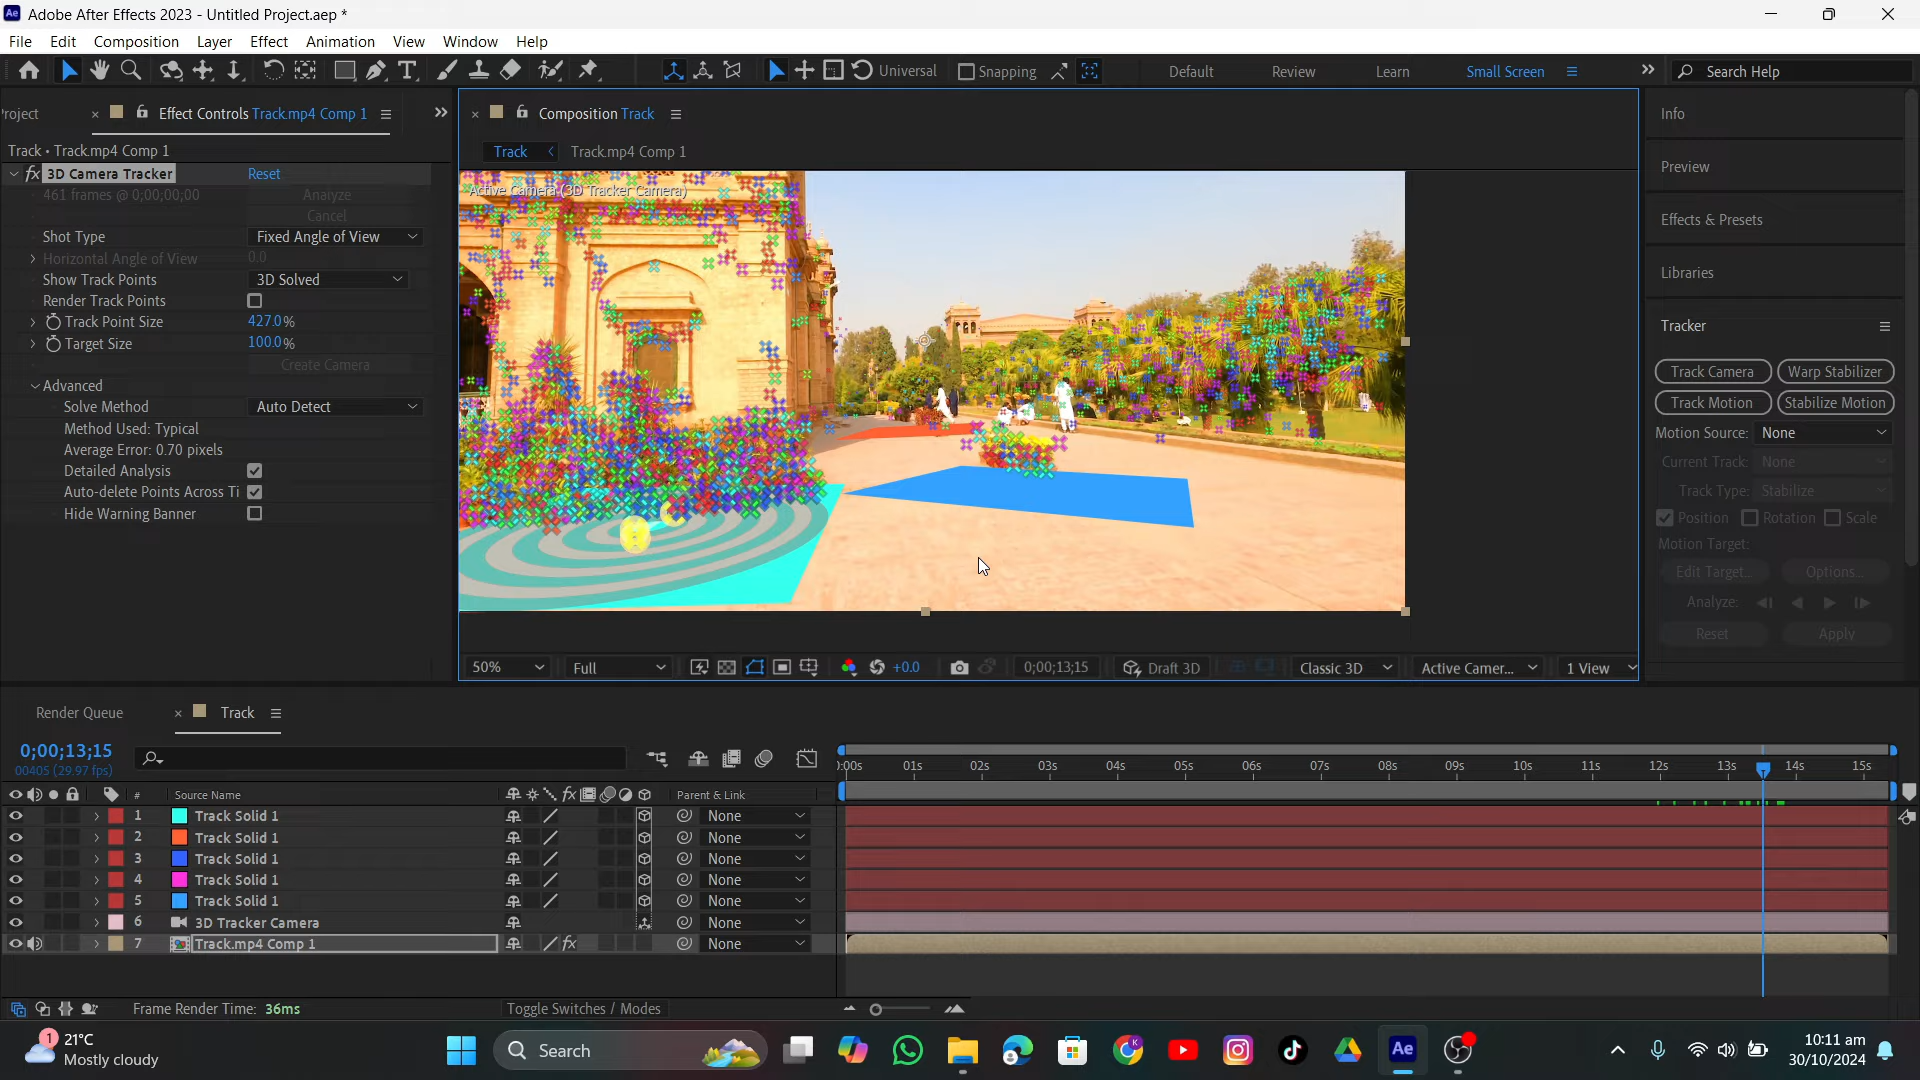 Adobe After Effects 2023 - Untitled Project.aep *
File Edit Composition Layer Effect Animation View Window Help
Universal Snapping Default Review Learn Small Screen Search Help
roject Effect Controls Track.mp4 Comp 1
Track • Track.mp4 Comp 1
fx 3D Camera Tracker Reset
461 frames @ 0;00;00;00 Analyze
Cancel
Shot Type Fixed Angle of View
Horizontal Angle of View 0.0
Show Track Points 3D Solved
Render Track Points
Track Point Size 427.0%
Target Size 100.0%
Create Camera
Advanced
Solve Method Auto Detect
Method Used: Typical
Average Error: 0.70 pixels
Detailed Analysis
Auto-delete Points Across Ti
Hide Warning Banner
Composition Track
Track Track.mp4 Comp 1
Active Camera (3D Tracker Camera)
50% Full +0.0 0;00;13;15 Draft 3D Classic 3D Active Camer... 1 View
Info
Preview
Effects & Presets
Libraries
Tracker
Track Camera Warp Stabilizer
Track Motion Stabilize Motion
Motion Source: None
Current Track: None
Track Type: Stabilize
Position Rotation Scale
Motion Target:
Edit Target... Options...
Analyze:
Reset Apply
Render Queue Track
0;00;13;15
00405 (29.97 fps)
# Source Name fx Parent & Link
):00s 01s 02s 03s 04s 05s 06s 07s 08s 09s 10s 11s 12s 13s 14s 15s
1 Track Solid 1 None
2 Track Solid 1 None
3 Track Solid 1 None
4 Track Solid 1 None
5 Track Solid 1 None
6 3D Tracker Camera None
7 Track.mp4 Comp 1 fx None
Frame Render Time: 36ms Toggle Switches / Modes
1 21°C
Mostly cloudy
Search
Ae
10:11 am
30/10/2024